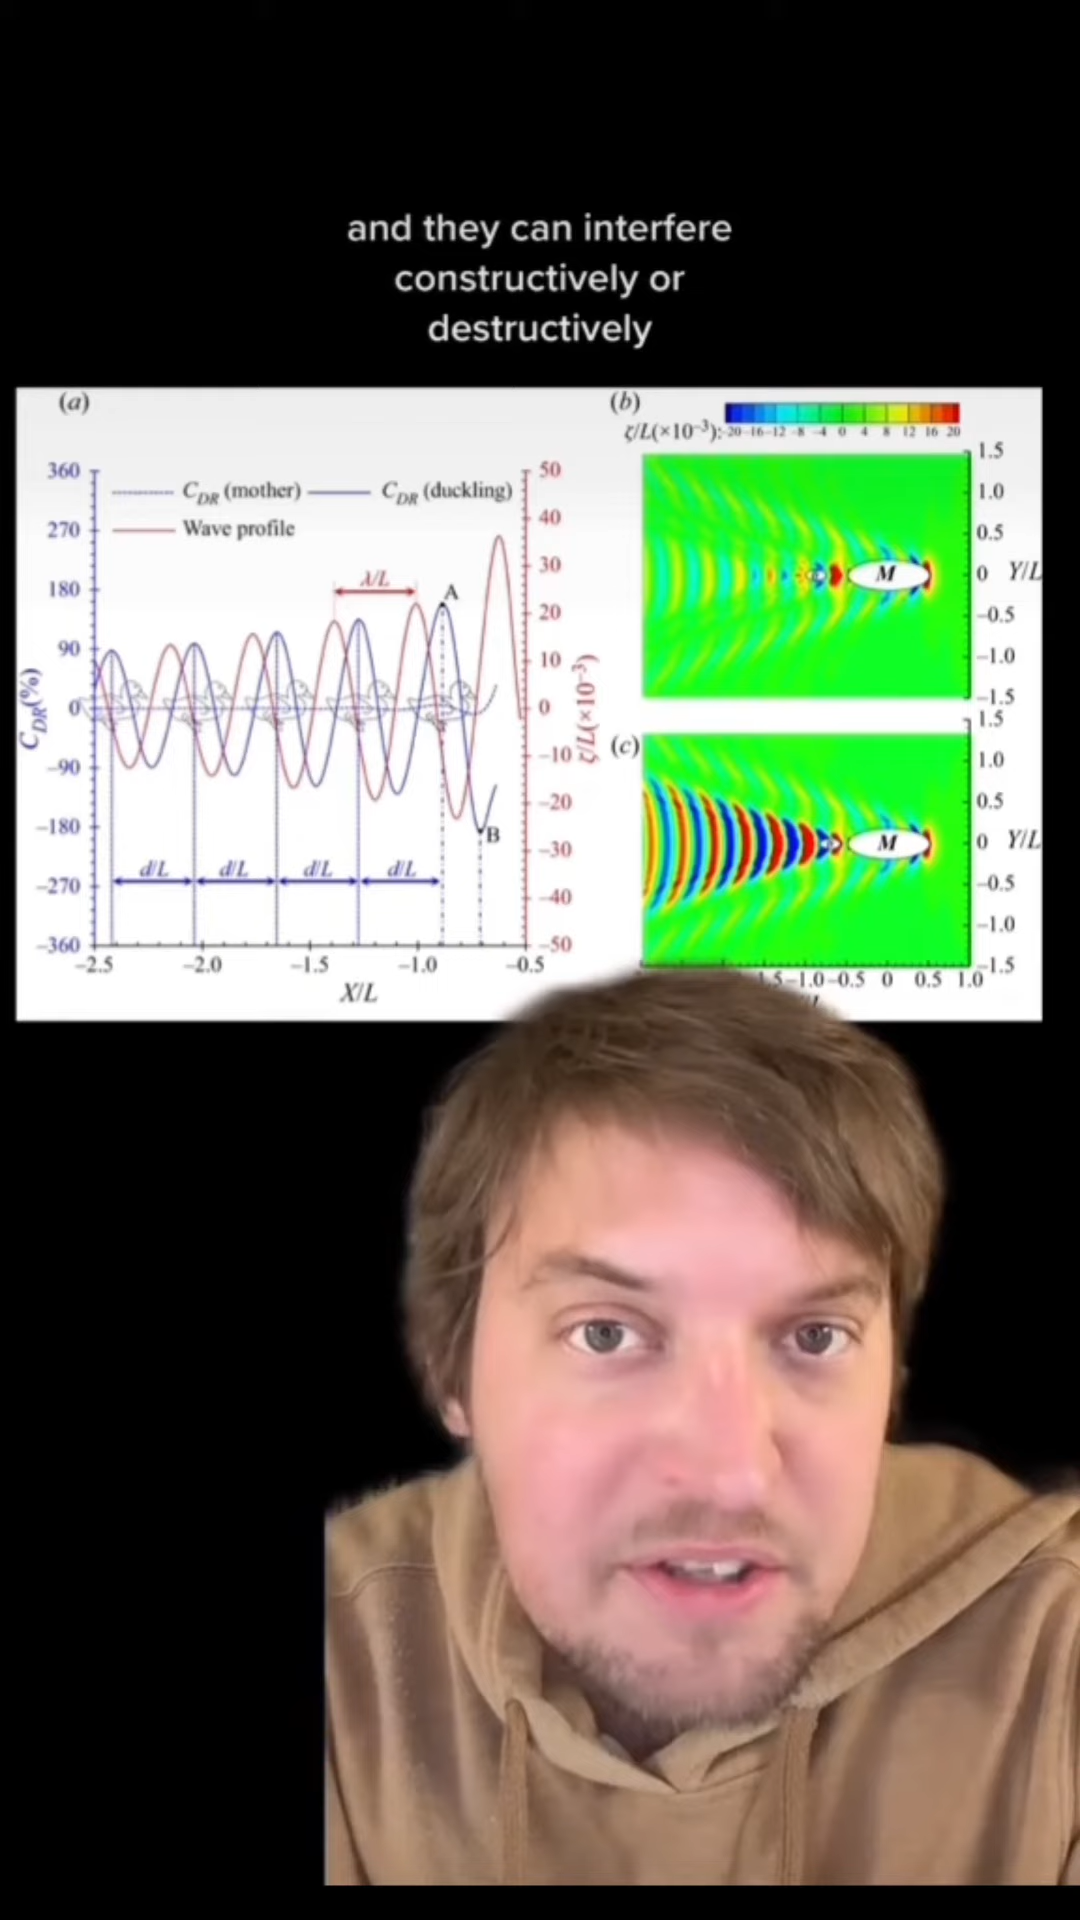 and they can interfere
constructively or
destructively
(a)
C_DR (mother)
C_DR (duckling)
Wave profile
360
270
180
90
0
−90
−180
−270
−360
C_DR(%)
50
40
30
20
10
0
−10
−20
−30
−40
−50
ζ/L(×10⁻³)
λ/L
A
B
d/L
d/L
d/L
d/L
−2.5
−2.0
−1.5
−1.0
−0.5
X/L
(b)
ζ/L(×10⁻³):
-20
-16
-12
-8
-4
0
4
8
12
16
20
1.5
1.0
0.5
0
Y/L
−0.5
−1.0
−1.5
M
(c)
1.5
1.0
0.5
0
Y/L
−0.5
−1.0
−1.5
M
−1.0
−0.5
0
0.5
1.0